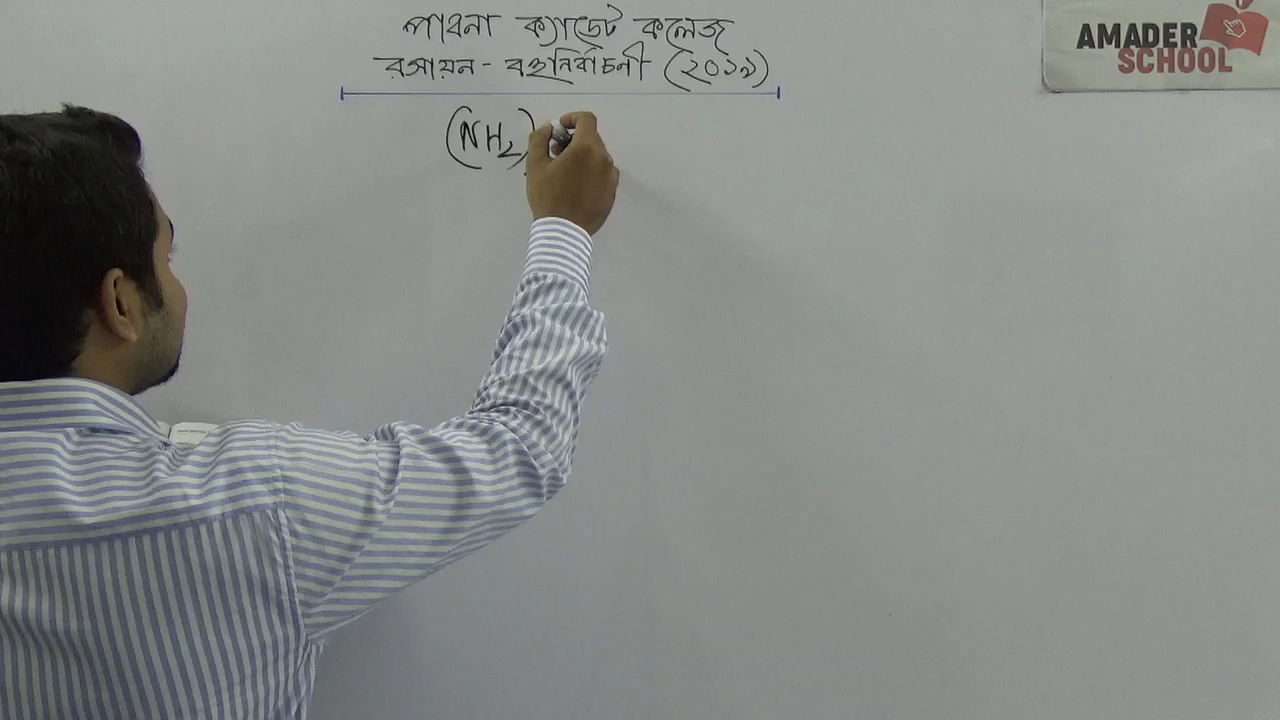 পাবনা ক্যাডেট কলেজ
রসায়ন - বহুনির্বাচনী (২০১৯)
(NH2)
AMADER
SCHOOL